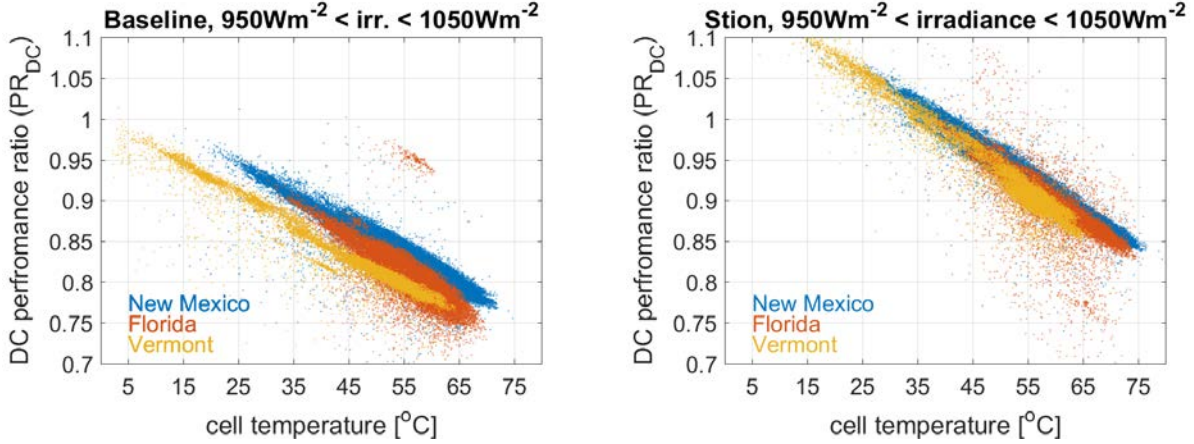 Baseline, 950Wm⁻² < irr. < 1050Wm⁻²
DC perfromance ratio (PR_DC)
1.1
1.05
1
0.95
0.9
0.85
0.8
0.75
0.7
New Mexico
Florida
Vermont
5 15 25 35 45 55 65 75
cell temperature [°C]
Stion, 950Wm⁻² < irradiance < 1050Wm⁻²
DC perfromance ratio (PR_DC)
1.1
1.05
1
0.95
0.9
0.85
0.8
0.75
0.7
New Mexico
Florida
Vermont
5 15 25 35 45 55 65 75
cell temperature [°C]